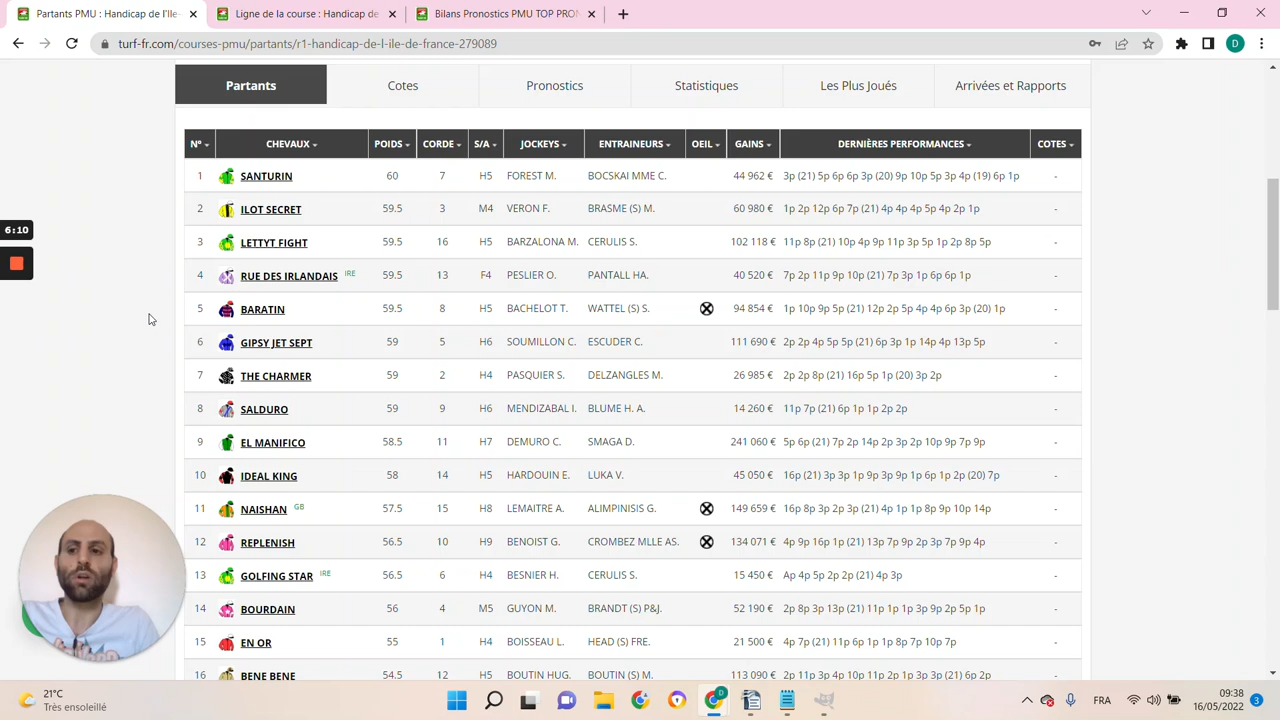 Partants PMU : Handicap de l'Ile-
Ligne de la course : Handicap de
Bilans Pronostics PMU TOP PRON
turf-fr.com/courses-pmu/partants/r1-handicap-de-l-ile-de-france-279089
D
Partants Cotes Pronostics Statistiques Les Plus Joués Arrivées et Rapports
N° CHEVAUX POIDS CORDE S/A JOCKEYS ENTRAINEURS OEIL GAINS DERNIÈRES PERFORMANCES COTES
1 SANTURIN 60 7 H5 FOREST M. BOCSKAI MME C. 44 962 € 3p (21) 5p 6p 6p 3p (20) 9p 10p 5p 3p 4p (19) 6p 1p -
2 ILOT SECRET 59.5 3 M4 VERON F. BRASME (S) M. 60 980 € 1p 2p 12p 6p 7p (21) 4p 4p 4p 5p 4p 2p 1p -
3 LETTYT FIGHT 59.5 16 H5 BARZALONA M. CERULIS S. 102 118 € 11p 8p (21) 10p 4p 9p 11p 3p 5p 1p 2p 8p 5p -
4 RUE DES IRLANDAIS IRE 59.5 13 F4 PESLIER O. PANTALL HA. 40 520 € 7p 2p 11p 9p 10p (21) 7p 3p 1p 6p 6p 1p -
5 BARATIN 59.5 8 H5 BACHELOT T. WATTEL (S) S. 94 854 € 1p 10p 9p 5p (21) 12p 2p 5p 4p 4p 6p 3p (20) 1p -
6 GIPSY JET SEPT 59 5 H6 SOUMILLON C. ESCUDER C. 111 690 € 2p 2p 4p 5p 5p (21) 6p 3p 1p 14p 4p 13p 5p -
7 THE CHARMER 59 2 H4 PASQUIER S. DELZANGLES M. 26 985 € 2p 2p 8p (21) 16p 5p 1p (20) 3p 2p -
8 SALDURO 59 9 H6 MENDIZABAL I. BLUME H. A. 14 260 € 11p 7p (21) 6p 1p 1p 2p 2p -
9 EL MANIFICO 58.5 11 H7 DEMURO C. SMAGA D. 241 060 € 5p 6p (21) 7p 2p 14p 2p 3p 2p 10p 9p 7p 9p -
10 IDEAL KING 58 14 H5 HARDOUIN E. LUKA V. 45 050 € 16p (21) 3p 3p 1p 9p 3p 9p 1p 6p 1p 2p (20) 7p -
11 NAISHAN GB 57.5 15 H8 LEMAITRE A. ALIMPINISIS G. 149 659 € 16p 8p 3p 2p 3p (21) 4p 1p 1p 8p 9p 10p 14p -
12 REPLENISH 56.5 10 H9 BENOIST G. CROMBEZ MLLE AS. 134 071 € 4p 9p 16p 1p (21) 13p 7p 9p 2p 3p 7p 9p 4p -
13 GOLFING STAR IRE 56.5 6 H4 BESNIER H. CERULIS S. 15 450 € Ap 4p 5p 2p 2p (21) 4p 3p -
14 BOURDAIN 56 4 M5 GUYON M. BRANDT (S) P&J. 52 190 € 2p 8p 3p 13p (21) 11p 1p 1p 3p 9p 2p 5p 1p -
15 EN OR 55 1 H4 BOISSEAU L. HEAD (S) FRE. 21 500 € 4p 7p (21) 11p 6p 1p 1p 8p 7p 10p 7p -
16 BENE BENE 54.5 12 H5 BOUTIN HUG. BOUTIN (S) M. 113 090 € 2p 11p 3p 4p 10p 11p (21) 2p 4p 2p 1p 6p 1p -
6:10
21°C
Très ensoleillé
D
FRA
09:38
16/05/2022
3